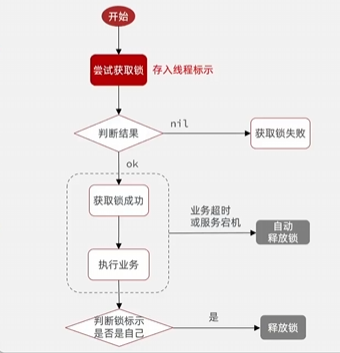 开始
尝试获取锁
存入线程标示
判断结果
nil
获取锁失败
ok
获取锁成功
业务超时
或服务宕机
自动
释放锁
执行业务
判断锁标示
是否是自己
是
释放锁